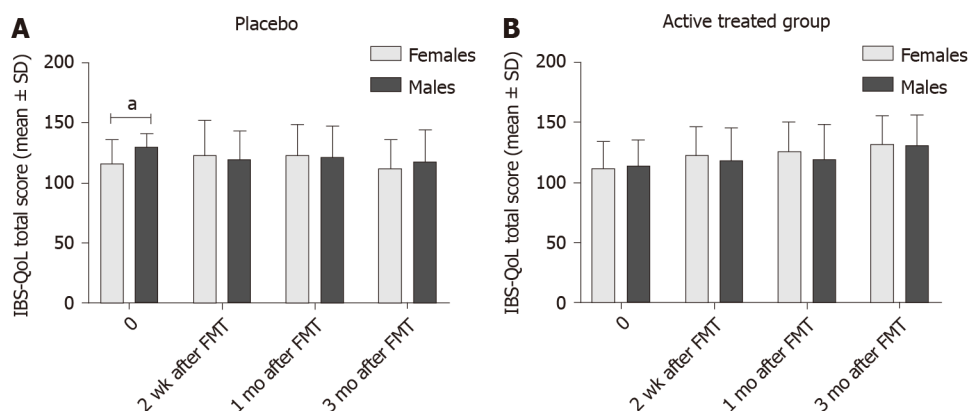 A
Placebo
Females
Males
IBS-QoL total score (mean ± SD)
200
150
100
50
0
a
0
2 wk after FMT
1 mo after FMT
3 mo after FMT
B
Active treated group
Females
Males
IBS-QoL total score (mean ± SD)
200
150
100
50
0
0
2 wk after FMT
1 mo after FMT
3 mo after FMT